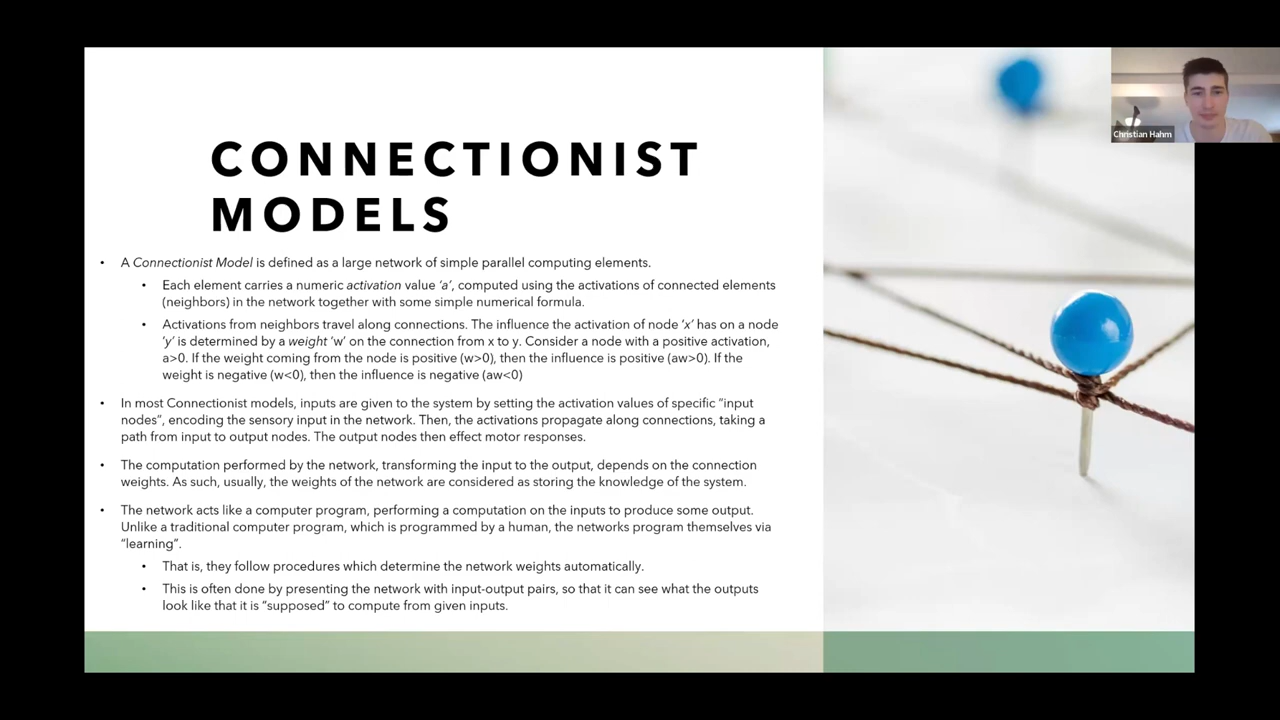 CONNECTIONIST
MODELS
• A Connectionist Model is defined as a large network of simple parallel computing elements.
• Each element carries a numeric activation value ‘a’, computed using the activations of connected elements
(neighbors) in the network together with some simple numerical formula.
• Activations from neighbors travel along connections. The influence the activation of node ‘x’ has on a node
‘y’ is determined by a weight ‘w’ on the connection from x to y. Consider a node with a positive activation,
a>0. If the weight coming from the node is positive (w>0), then the influence is positive (aw>0). If the
weight is negative (w<0), then the influence is negative (aw<0)
• In most Connectionist models, inputs are given to the system by setting the activation values of specific “input
nodes”, encoding the sensory input in the network. Then, the activations propagate along connections, taking a
path from input to output nodes. The output nodes then effect motor responses.
• The computation performed by the network, transforming the input to the output, depends on the connection
weights. As such, usually, the weights of the network are considered as storing the knowledge of the system.
• The network acts like a computer program, performing a computation on the inputs to produce some output.
Unlike a traditional computer program, which is programmed by a human, the networks program themselves via
“learning”.
• That is, they follow procedures which determine the network weights automatically.
• This is often done by presenting the network with input-output pairs, so that it can see what the outputs
look like that it is “supposed” to compute from given inputs.
Christian Hahm